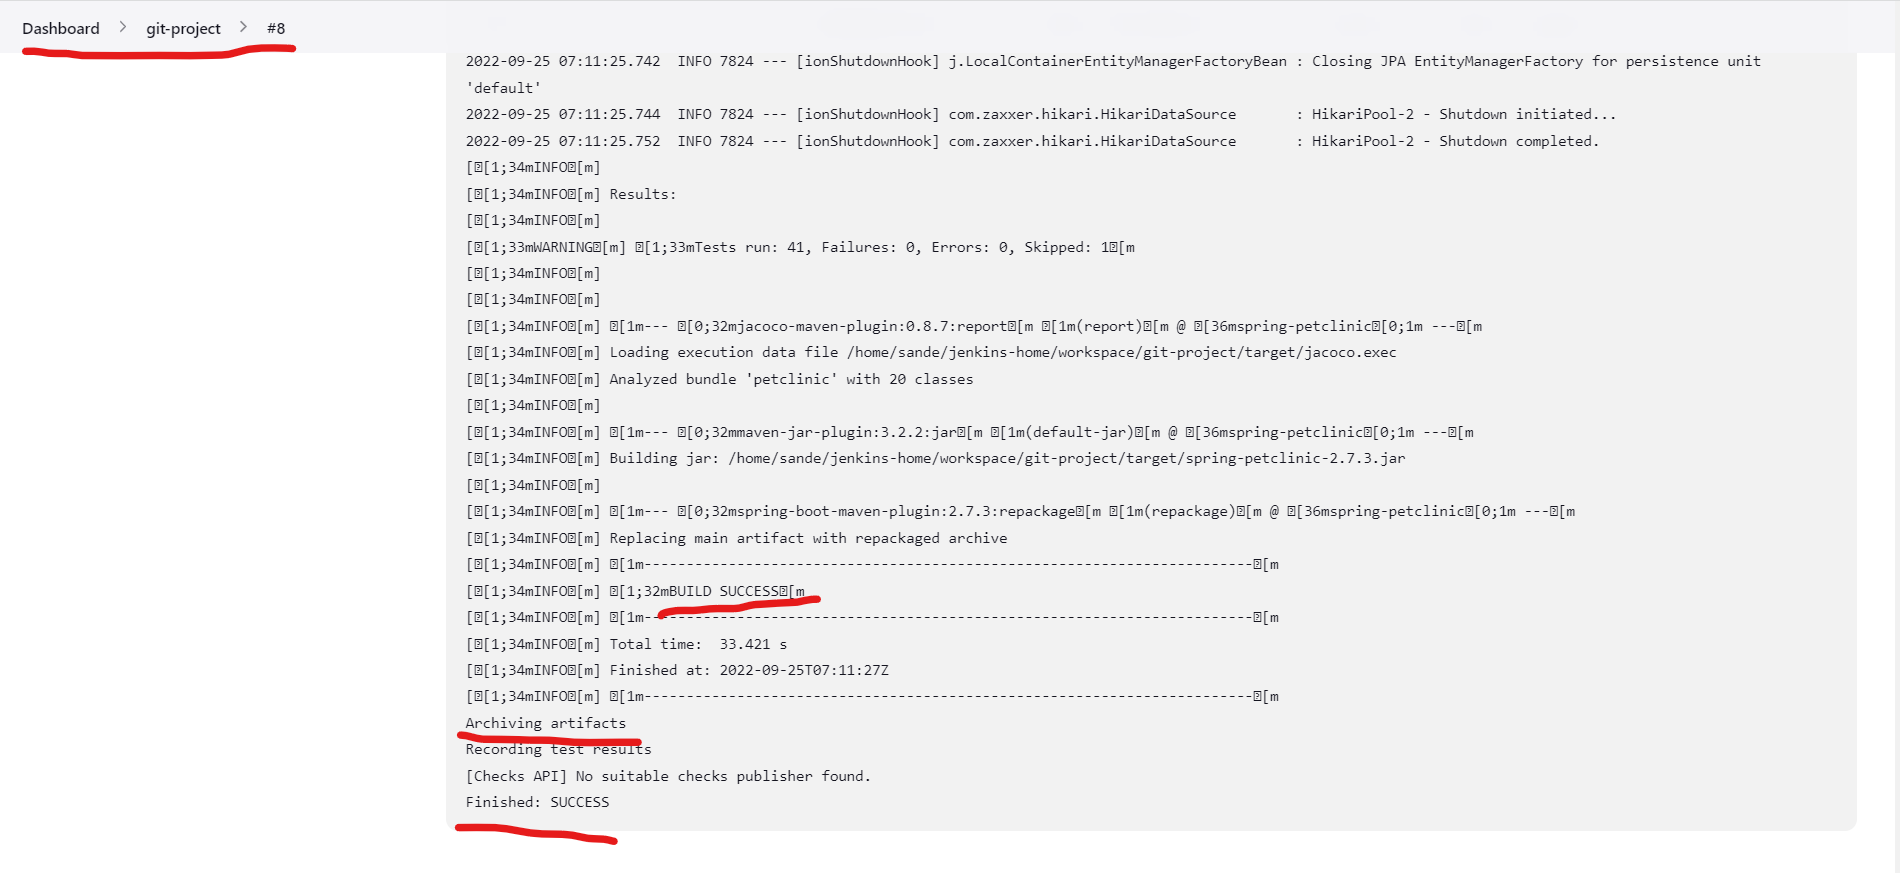 Dashboard > git-project > #8
2022-09-25 07:11:25.742  INFO 7824 --- [ionShutdownHook] j.LocalContainerEntityManagerFactoryBean : Closing JPA EntityManagerFactory for persistence unit
'default'
2022-09-25 07:11:25.744  INFO 7824 --- [ionShutdownHook] com.zaxxer.hikari.HikariDataSource       : HikariPool-2 - Shutdown initiated...
2022-09-25 07:11:25.752  INFO 7824 --- [ionShutdownHook] com.zaxxer.hikari.HikariDataSource       : HikariPool-2 - Shutdown completed.
[�[1;34mINFO�[m]
[�[1;34mINFO�[m] Results:
[�[1;34mINFO�[m]
[�[1;33mWARNING�[m] �[1;33mTests run: 41, Failures: 0, Errors: 0, Skipped: 1�[m
[�[1;34mINFO�[m]
[�[1;34mINFO�[m]
[�[1;34mINFO�[m] �[1m--- �[0;32mjacoco-maven-plugin:0.8.7:report�[m �[1m(report)�[m @ �[36mspring-petclinic�[0;1m ---�[m
[�[1;34mINFO�[m] Loading execution data file /home/sande/jenkins-home/workspace/git-project/target/jacoco.exec
[�[1;34mINFO�[m] Analyzed bundle 'petclinic' with 20 classes
[�[1;34mINFO�[m]
[�[1;34mINFO�[m] �[1m--- �[0;32mmaven-jar-plugin:3.2.2:jar�[m �[1m(default-jar)�[m @ �[36mspring-petclinic�[0;1m ---�[m
[�[1;34mINFO�[m] Building jar: /home/sande/jenkins-home/workspace/git-project/target/spring-petclinic-2.7.3.jar
[�[1;34mINFO�[m]
[�[1;34mINFO�[m] �[1m--- �[0;32mspring-boot-maven-plugin:2.7.3:repackage�[m �[1m(repackage)�[m @ �[36mspring-petclinic�[0;1m ---�[m
[�[1;34mINFO�[m] Replacing main artifact with repackaged archive
[�[1;34mINFO�[m] �[1m------------------------------------------------------------------------�[m
[�[1;34mINFO�[m] �[1;32mBUILD SUCCESS�[m
[�[1;34mINFO�[m] �[1m------------------------------------------------------------------------�[m
[�[1;34mINFO�[m] Total time:  33.421 s
[�[1;34mINFO�[m] Finished at: 2022-09-25T07:11:27Z
[�[1;34mINFO�[m] �[1m------------------------------------------------------------------------�[m
Archiving artifacts
Recording test results
[Checks API] No suitable checks publisher found.
Finished: SUCCESS